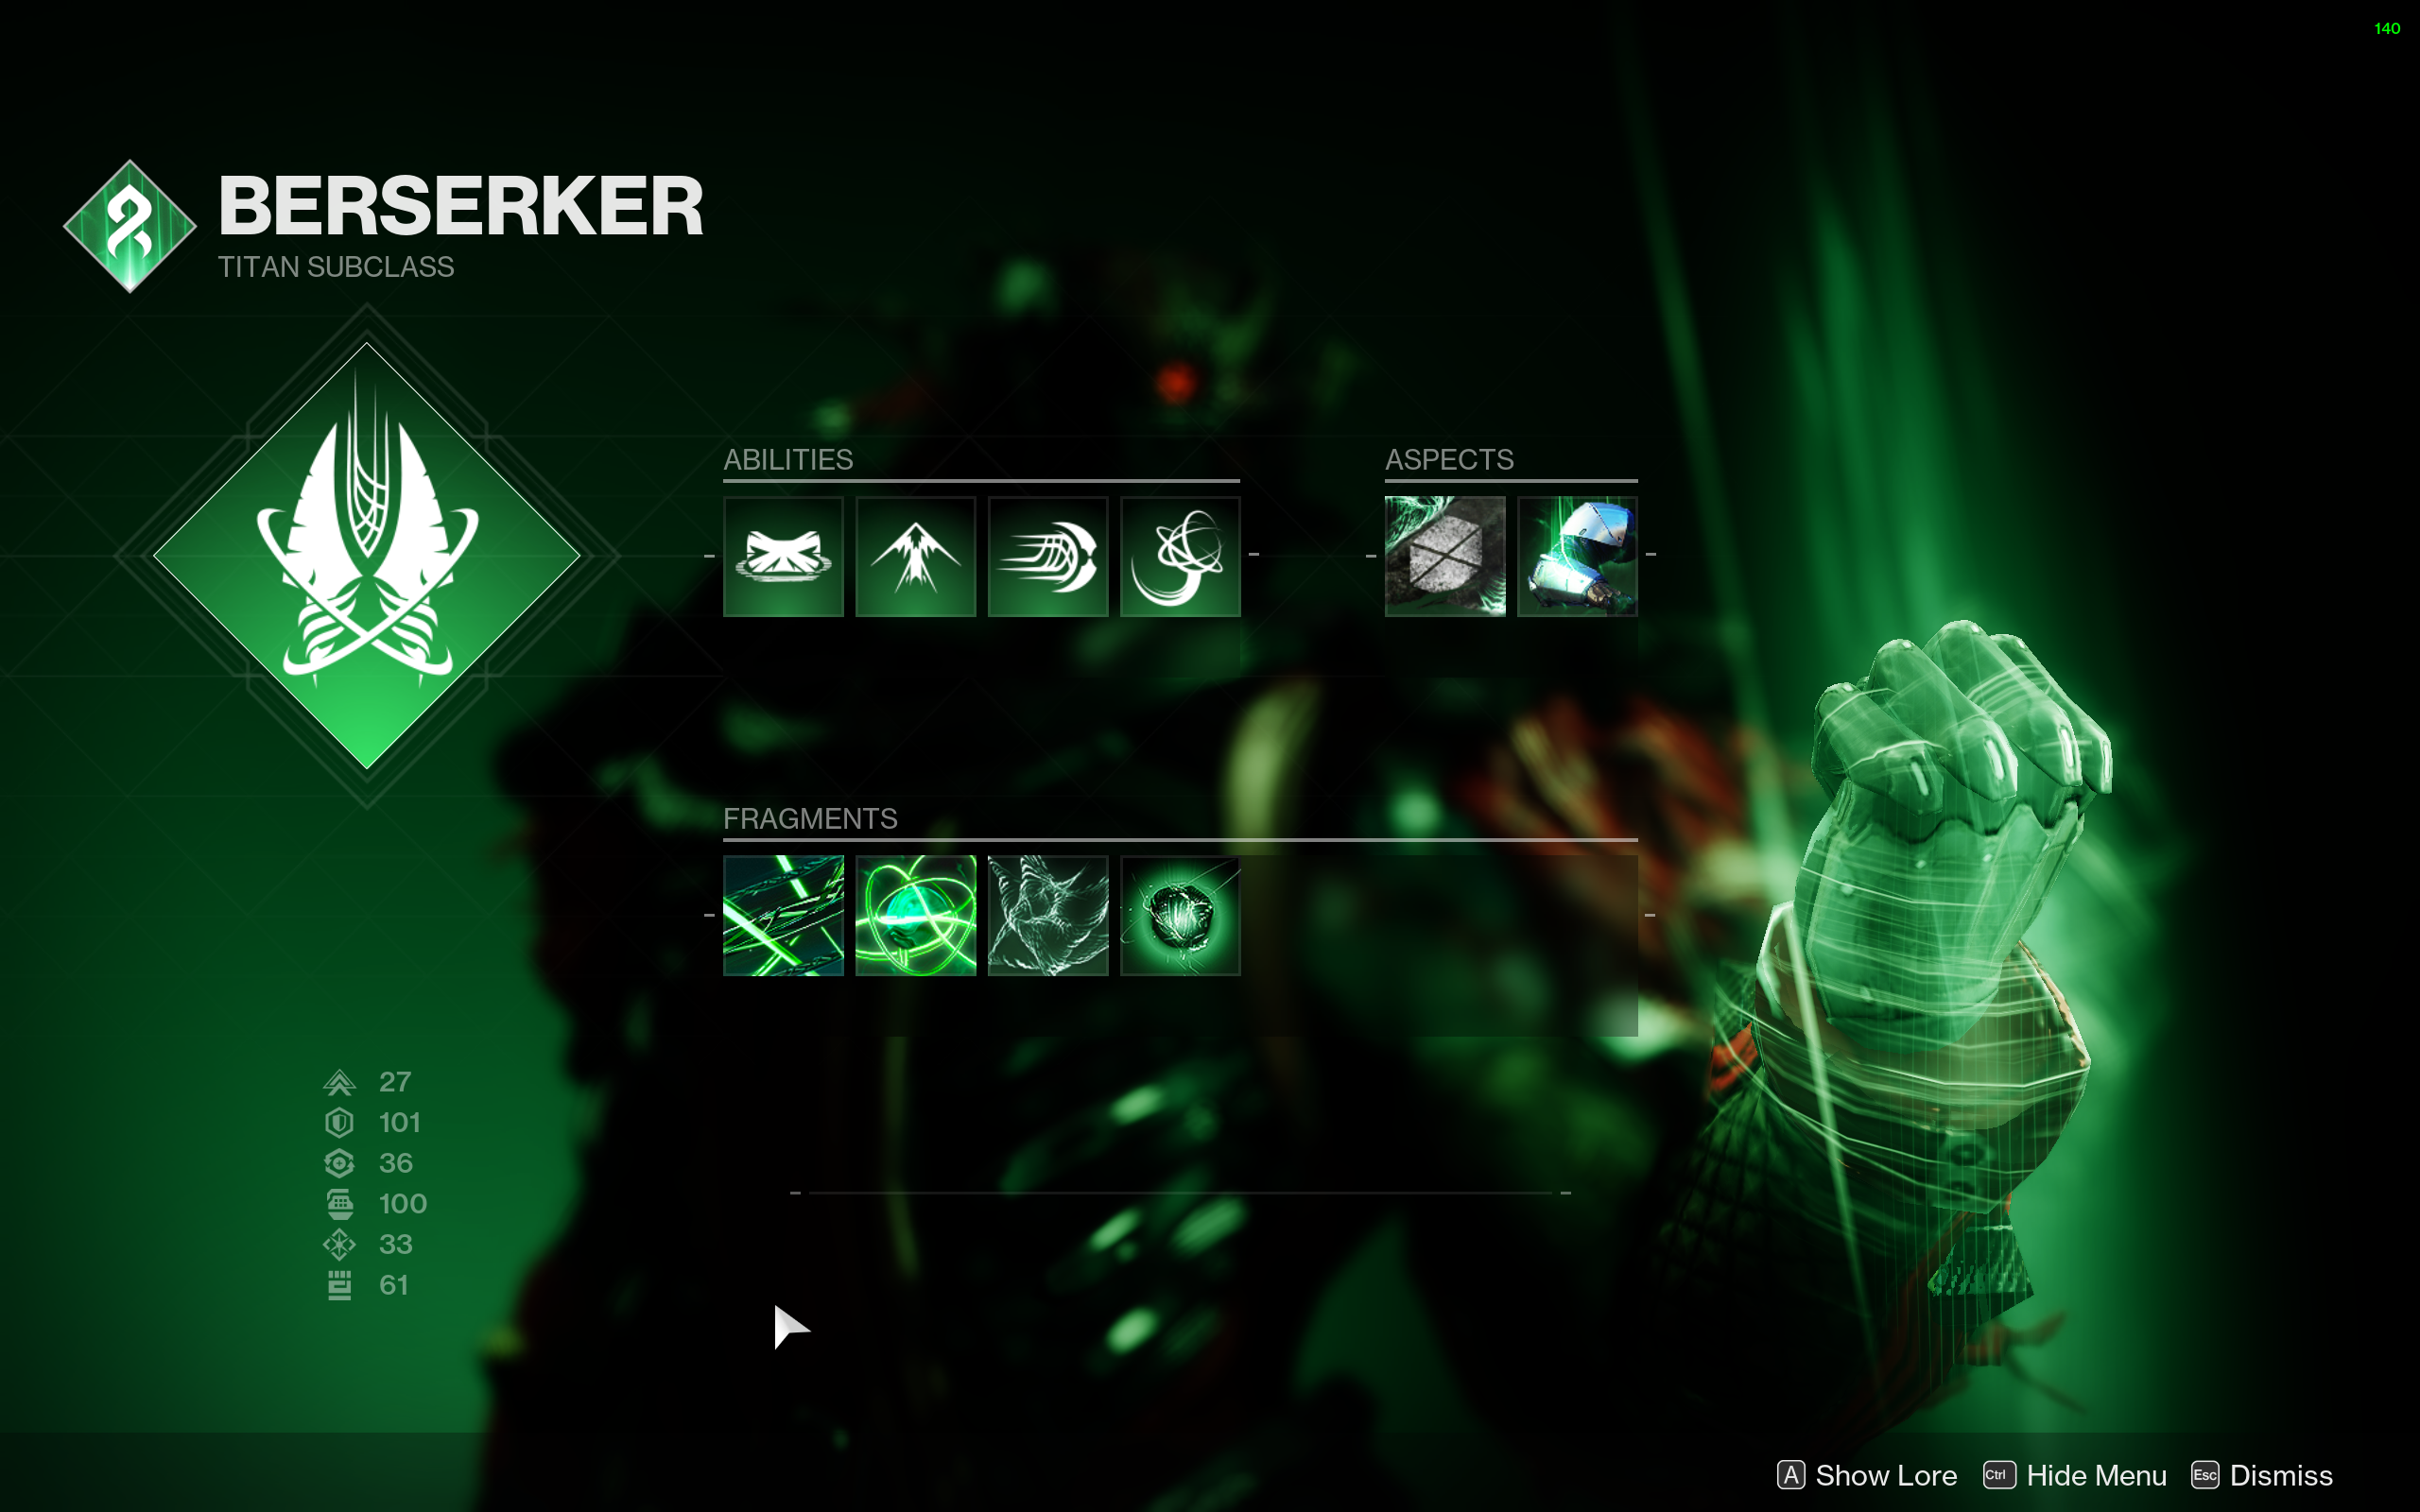 140
BERSERKER
TITAN SUBCLASS
ABILITIES
ASPECTS
FRAGMENTS
27
101
36
100
33
61
A Show Lore Ctrl Hide Menu Esc Dismiss